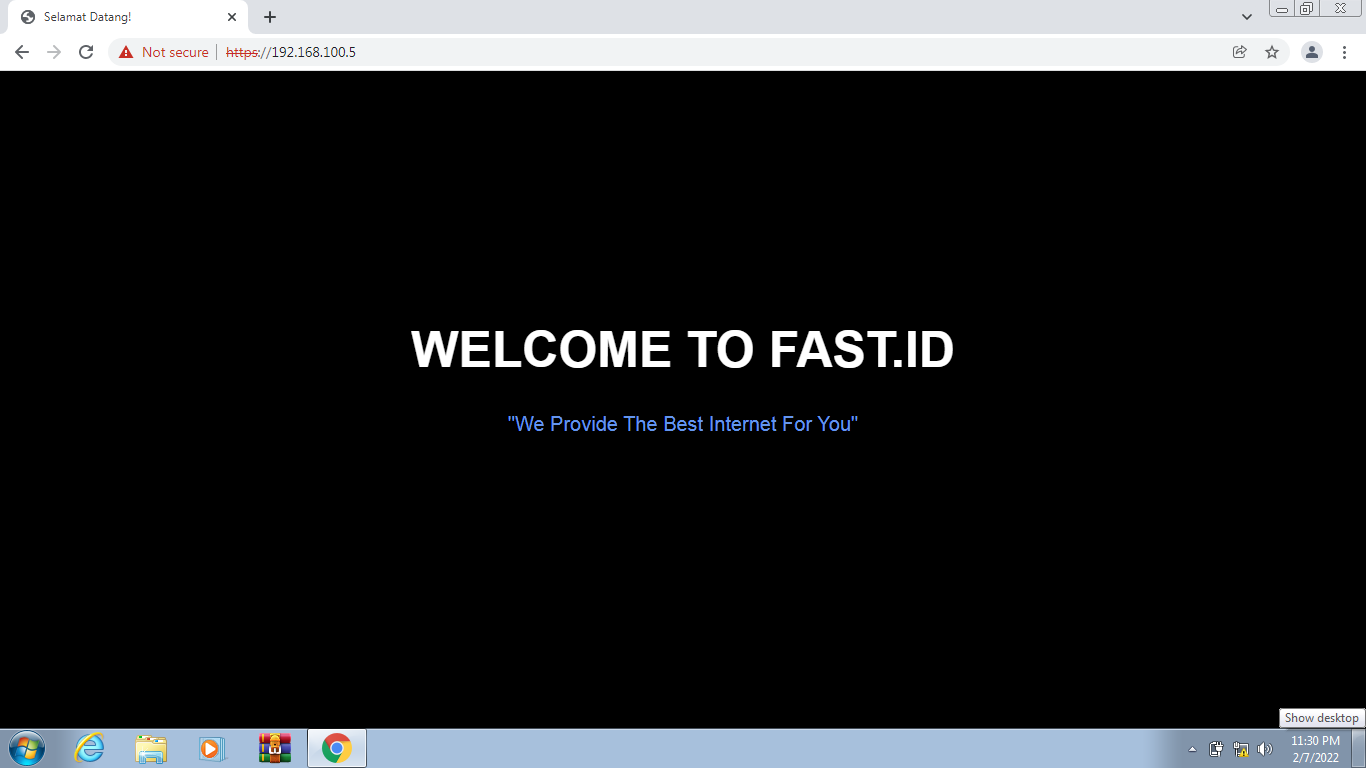 Selamat Datang!
Not secure
https://192.168.100.5
WELCOME TO FAST.ID
"We Provide The Best Internet For You"
Show desktop
11:30 PM
2/7/2022